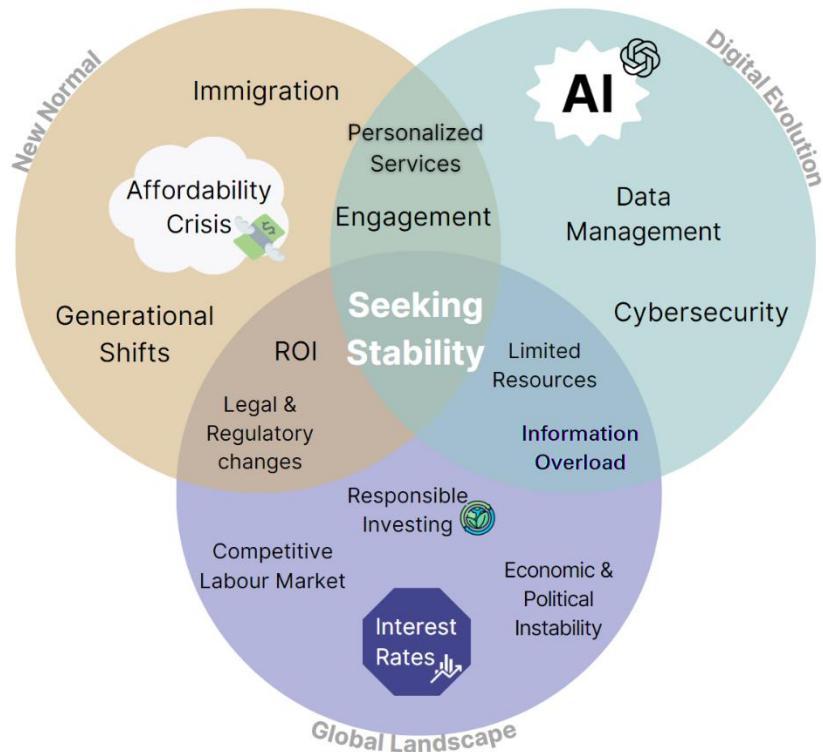 New Normal
Digital Evolution
Immigration
AI
Personalized
Services
Affordability
Crisis
$
Engagement
Data
Management
Generational
Shifts
Seeking
Stability
Cybersecurity
ROI
Limited
Resources
Legal &
Regulatory
changes
Information
Overload
Responsible
Investing
Competitive
Labour Market
Economic &
Political
Instability
Interest
Rates
Global Landscape